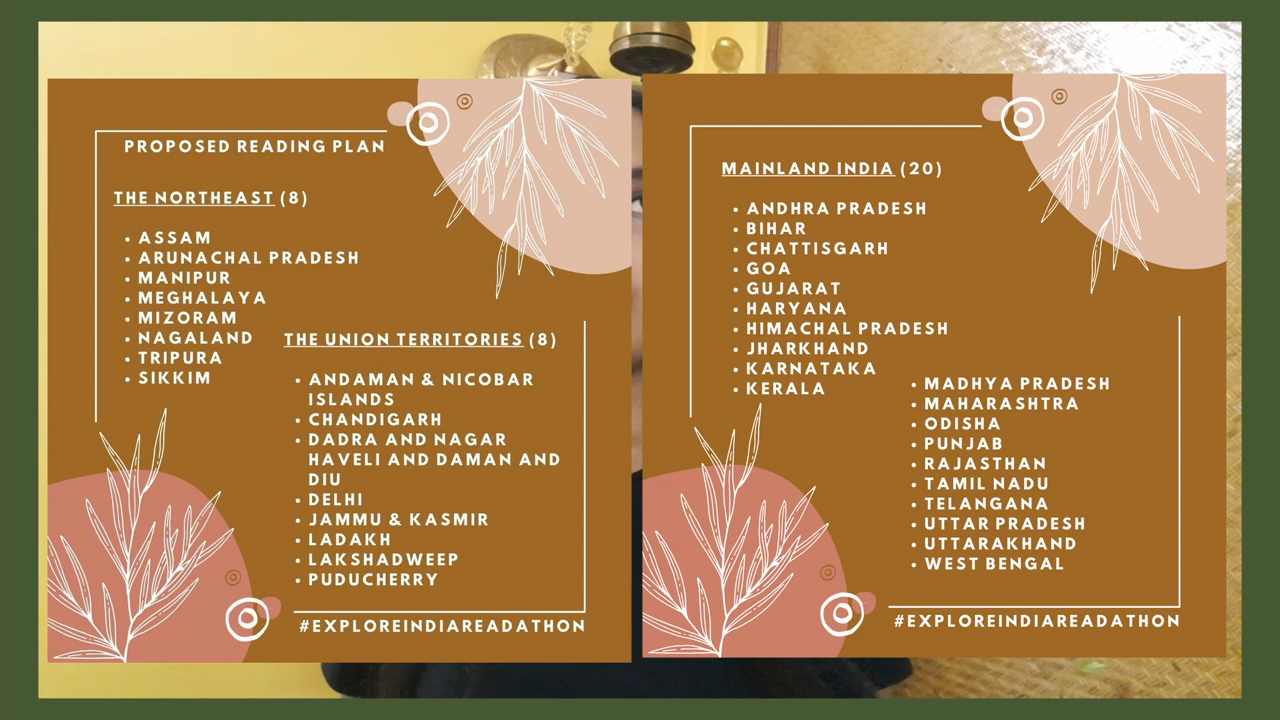 PROPOSED READING PLAN
THE NORTHEAST (8)
• ASSAM
• ARUNACHAL PRADESH
• MANIPUR
• MEGHALAYA
• MIZORAM
• NAGALAND
• TRIPURA
• SIKKIM
THE UNION TERRITORIES (8)
• ANDAMAN & NICOBAR
ISLANDS
• CHANDIGARH
• DADRA AND NAGAR
HAVELI AND DAMAN AND
DIU
• DELHI
• JAMMU & KASMIR
• LADAKH
• LAKSHADWEEP
• PUDUCHERRY
#EXPLOREINDIAREADATHON
MAINLAND INDIA (20)
• ANDHRA PRADESH
• BIHAR
• CHATTISGARH
• GOA
• GUJARAT
• HARYANA
• HIMACHAL PRADESH
• JHARKHAND
• KARNATAKA
• KERALA
• MADHYA PRADESH
• MAHARASHTRA
• ODISHA
• PUNJAB
• RAJASTHAN
• TAMIL NADU
• TELANGANA
• UTTAR PRADESH
• UTTARAKHAND
• WEST BENGAL
#EXPLOREINDIAREADATHON